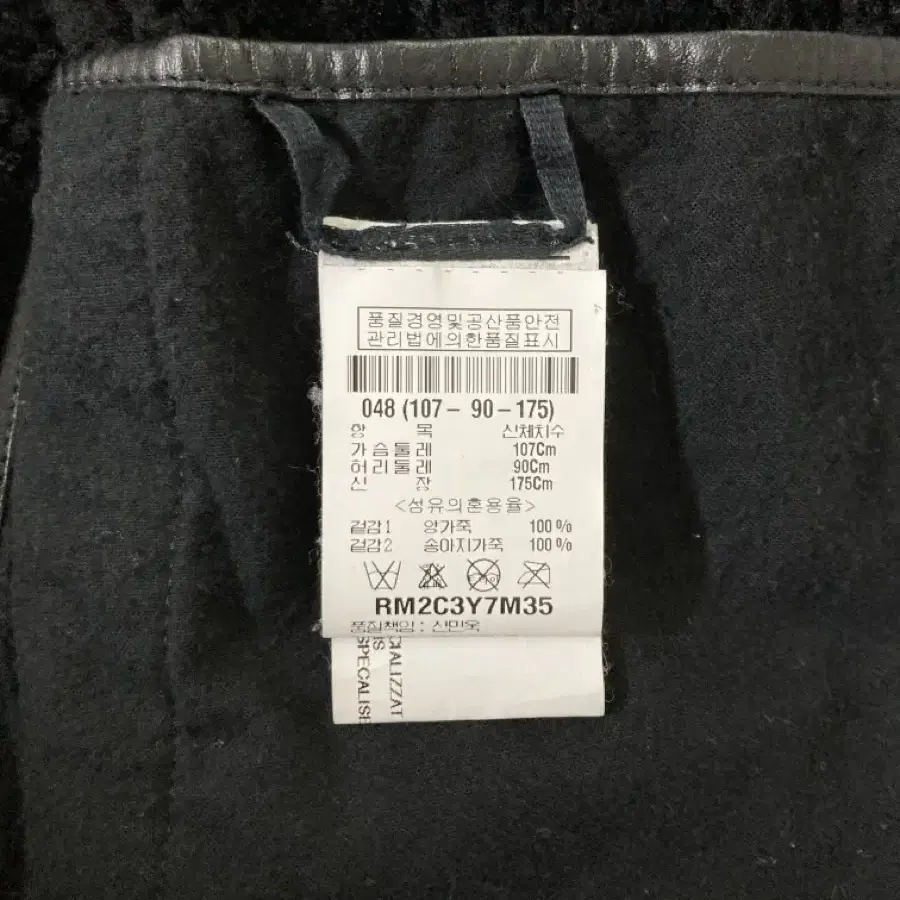 품질경영및공산품안전
관리법에의한품질표시
048 (107 - 90 - 175)
항 목 신체치수
가슴둘레 107Cm
허리둘레 90Cm
신 장 175Cm
<섬유의혼용율>
겉감1 양가죽 100%
겉감2 송아지가죽 100%
RM2C3Y7M35
품질책임 : 신민욱
CIALIZZAT
SPECALISE